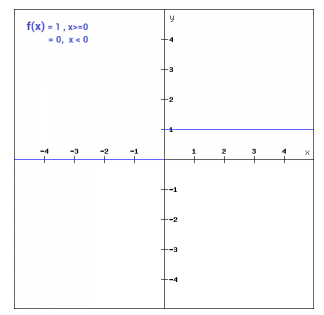 f(x) = 1 , x>=0
= 0, x < 0
y
4
3
2
1
-4 -3 -2 -1 1 2 3 4 x
-1
-2
-3
-4